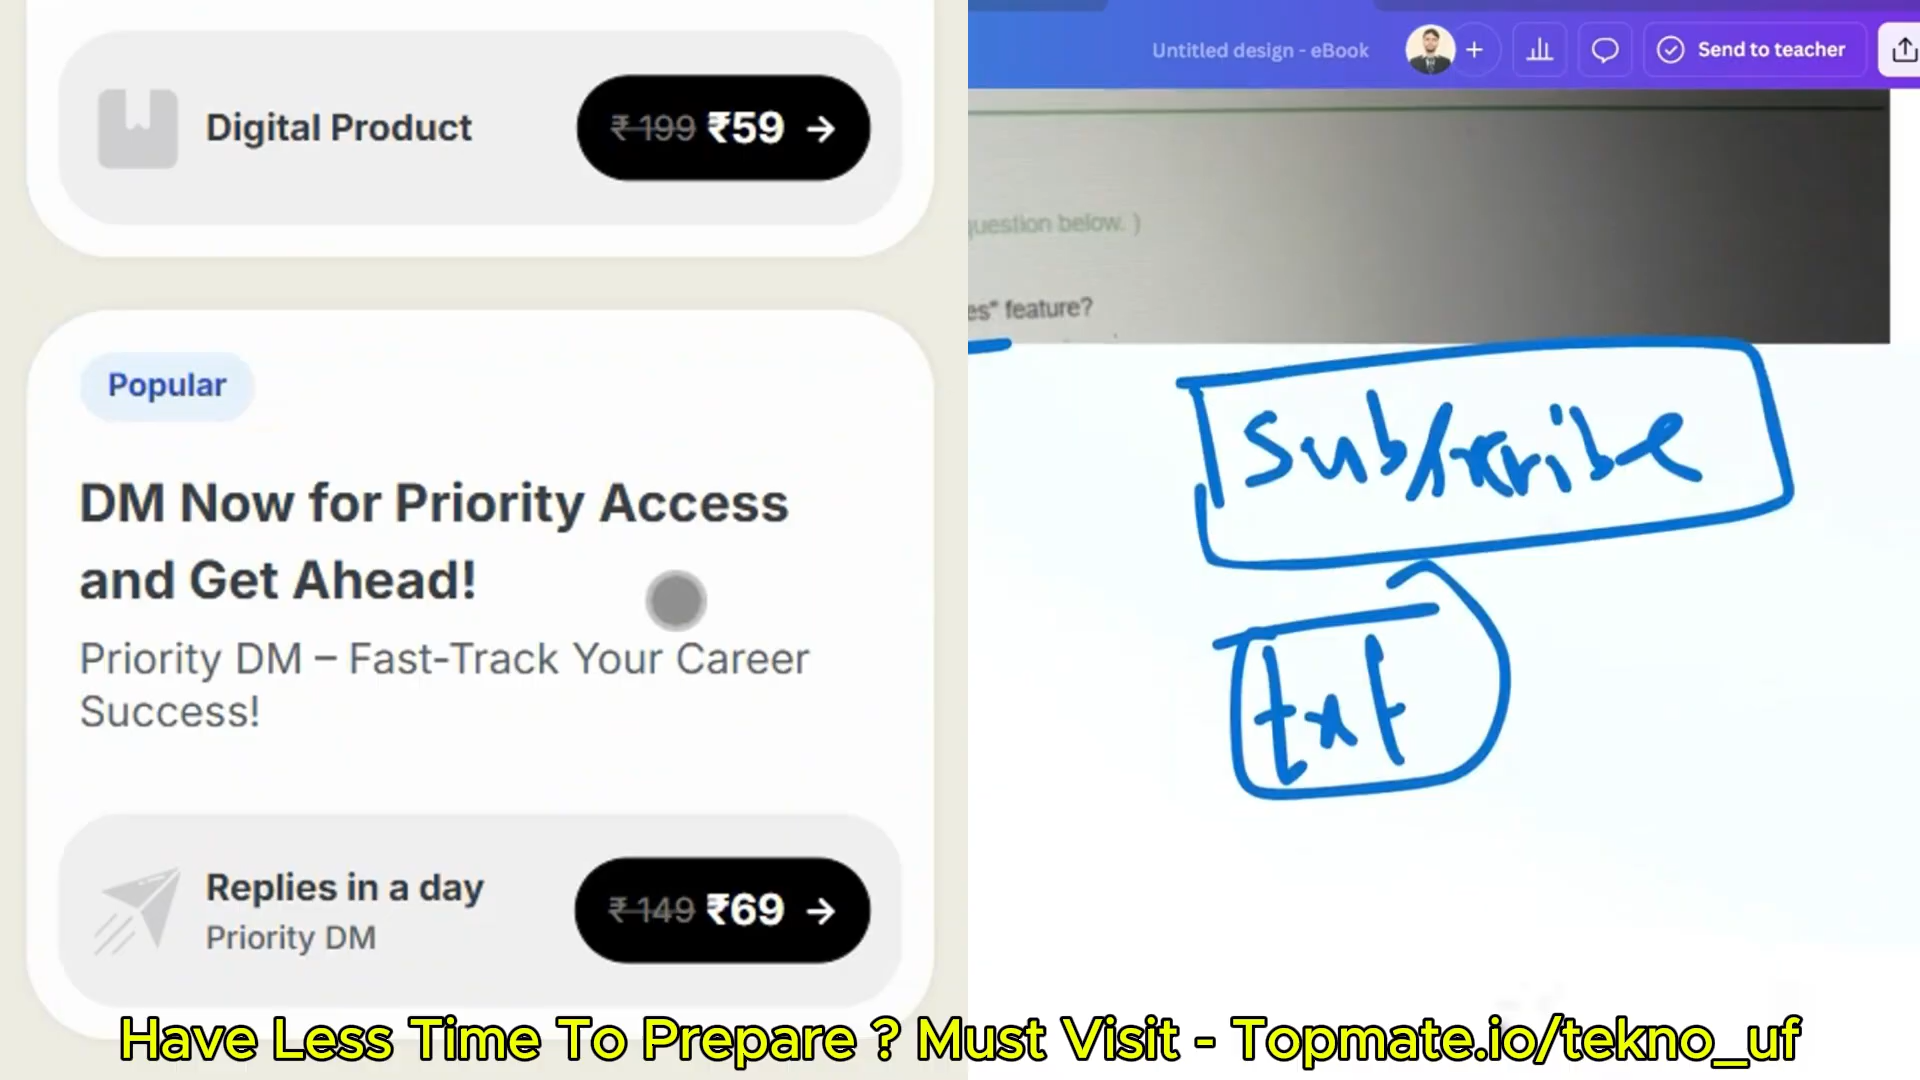 Digital Product
₹199 ₹59 →
Popular
DM Now for Priority Access
and Get Ahead!
Priority DM – Fast-Track Your Career
Success!
Replies in a day
Priority DM
₹149 ₹69 →
Untitled design - eBook
Send to teacher
question below. )
es" feature?
Subscribe
txt
Have Less Time To Prepare ? Must Visit - Topmate.io/tekno_uf